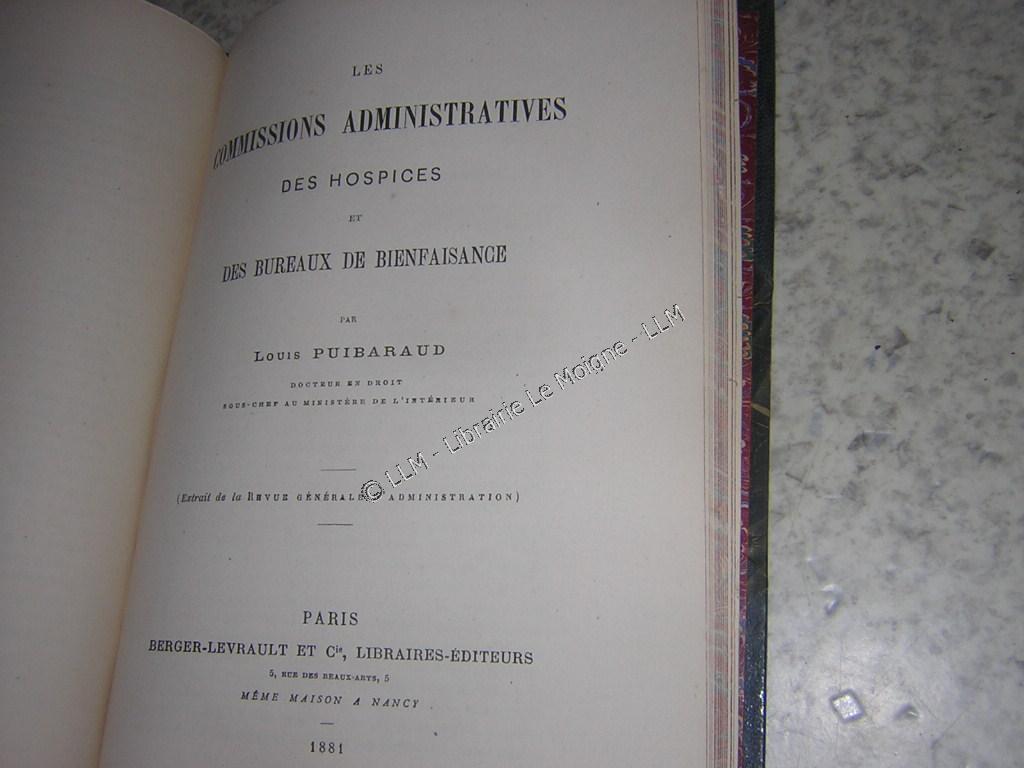 LES
COMMISSIONS ADMINISTRATIVES
DES HOSPICES
ET
DES BUREAUX DE BIENFAISANCE
PAR
LOUIS PUIBARAUD
DOCTEUR EN DROIT
SOUS-CHEF AU MINISTÈRE DE L'INTÉRIEUR
(Extrait de la REVUE GÉNÉRALE ADMINISTRATION)
PARIS
BERGER-LEVRAULT ET Cie, LIBRAIRES-ÉDITEURS
5, RUE DES BEAUX-ARTS, 5
MÊME MAISON A NANCY
1881
© LLM - Librairie Le Moigne - LLM